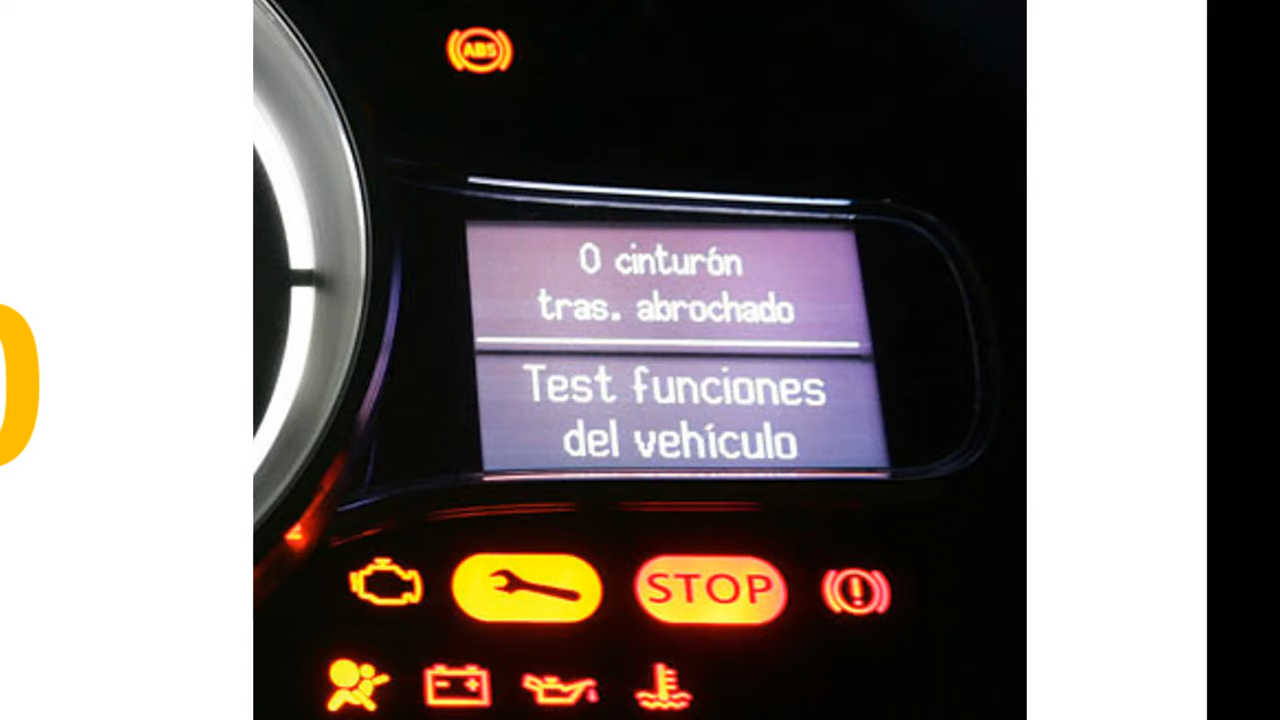 ABS
0 cinturón
tras. abrochado
Test funciones
del vehículo
STOP